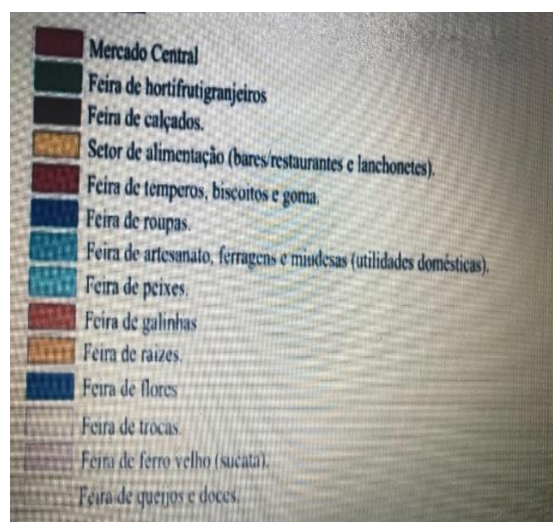 Mercado Central
Feira de hortifrutigranjeiros
Feira de calçados.
Setor de alimentação (bares/restaurantes e lanchonetes).
Feira de temperos, biscoitos e goma.
Feira de roupas.
Feira de artesanato, ferragens e miudesas (utilidades domésticas).
Feira de peixes.
Feira de galinhas
Feira de raizes.
Feira de flores
Feira de trocas.
Feira de ferro velho (sucata).
Feira de queijos e doces.